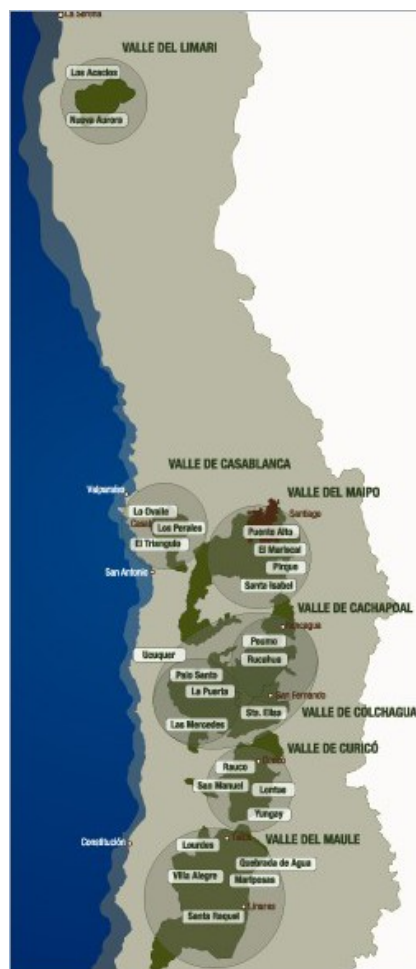 La Serena
VALLE DEL LIMARI
Los Acacios
Nueva Aurora
VALLE DE CASABLANCA
Valparaíso
VALLE DEL MAIPO
Lo Ovalle
Santiago
Los Perales
Puente Alto
El Triangulo
El Mariscal
Pirque
San Antonio
Santa Isabel
VALLE DE CACHAPOAL
Peumo
Ucuquer
Rucahue
Palo Santo
La Puerta
San Fernando
Sta. Elisa
VALLE DE COLCHAGUA
Las Mercedes
VALLE DE CURICÓ
Rauco
San Manuel
Lontue
Yungay
Constitución
VALLE DEL MAULE
Lourdes
Quebrada de Agua
Villa Alegre
Mariposas
Santa Raquel
Linares